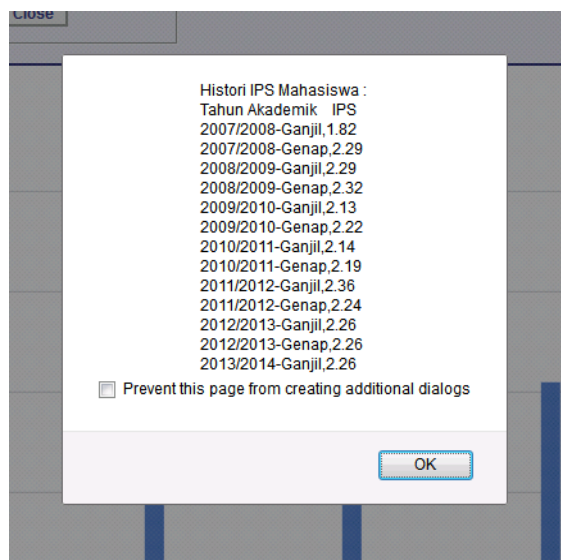 Close
Histori IPS Mahasiswa :
Tahun Akademik IPS
2007/2008-Ganjil,1.82
2007/2008-Genap,2.29
2008/2009-Ganjil,2.29
2008/2009-Genap,2.32
2009/2010-Ganjil,2.13
2009/2010-Genap,2.22
2010/2011-Ganjil,2.14
2010/2011-Genap,2.19
2011/2012-Ganjil,2.36
2011/2012-Genap,2.24
2012/2013-Ganjil,2.26
2012/2013-Genap,2.26
2013/2014-Ganjil,2.26
Prevent this page from creating additional dialogs
OK